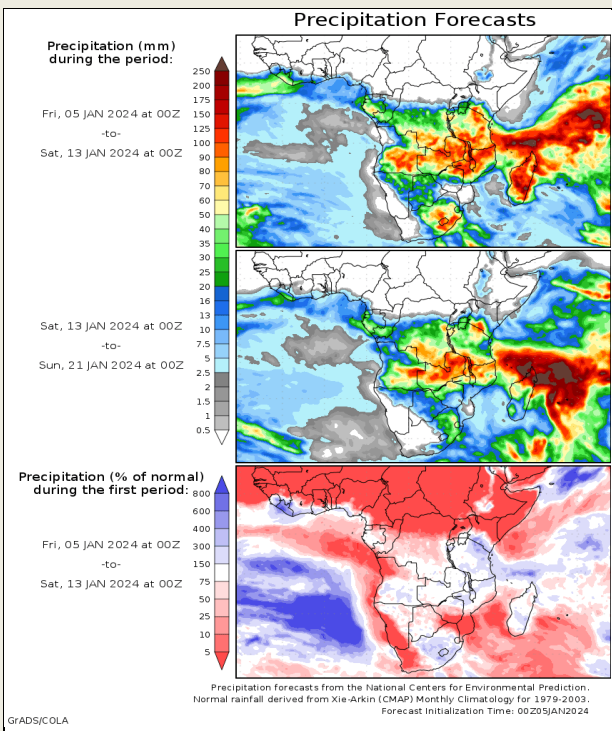 Precipitation Forecasts
Precipitation (mm)
during the period:
Fri, 05 JAN 2024 at 00Z
-to-
Sat, 13 JAN 2024 at 00Z
250
200
175
150
125
100
90
80
70
60
50
40
35
30
25
20
16
13
10
7.5
5
2.5
2
1.5
1
0.5
Sat, 13 JAN 2024 at 00Z
-to-
Sun, 21 JAN 2024 at 00Z
Precipitation (% of normal)
during the first period:
Fri, 05 JAN 2024 at 00Z
-to-
Sat, 13 JAN 2024 at 00Z
800
600
400
300
150
75
50
25
10
5
Precipitation forecasts from the National Centers for Environmental Prediction.
Normal rainfall derived from Xie-Arkin (CMAP) Monthly Climatology for 1979-2003.
Forecast Initialization Time: 00Z05JAN2024
GrADS/COLA